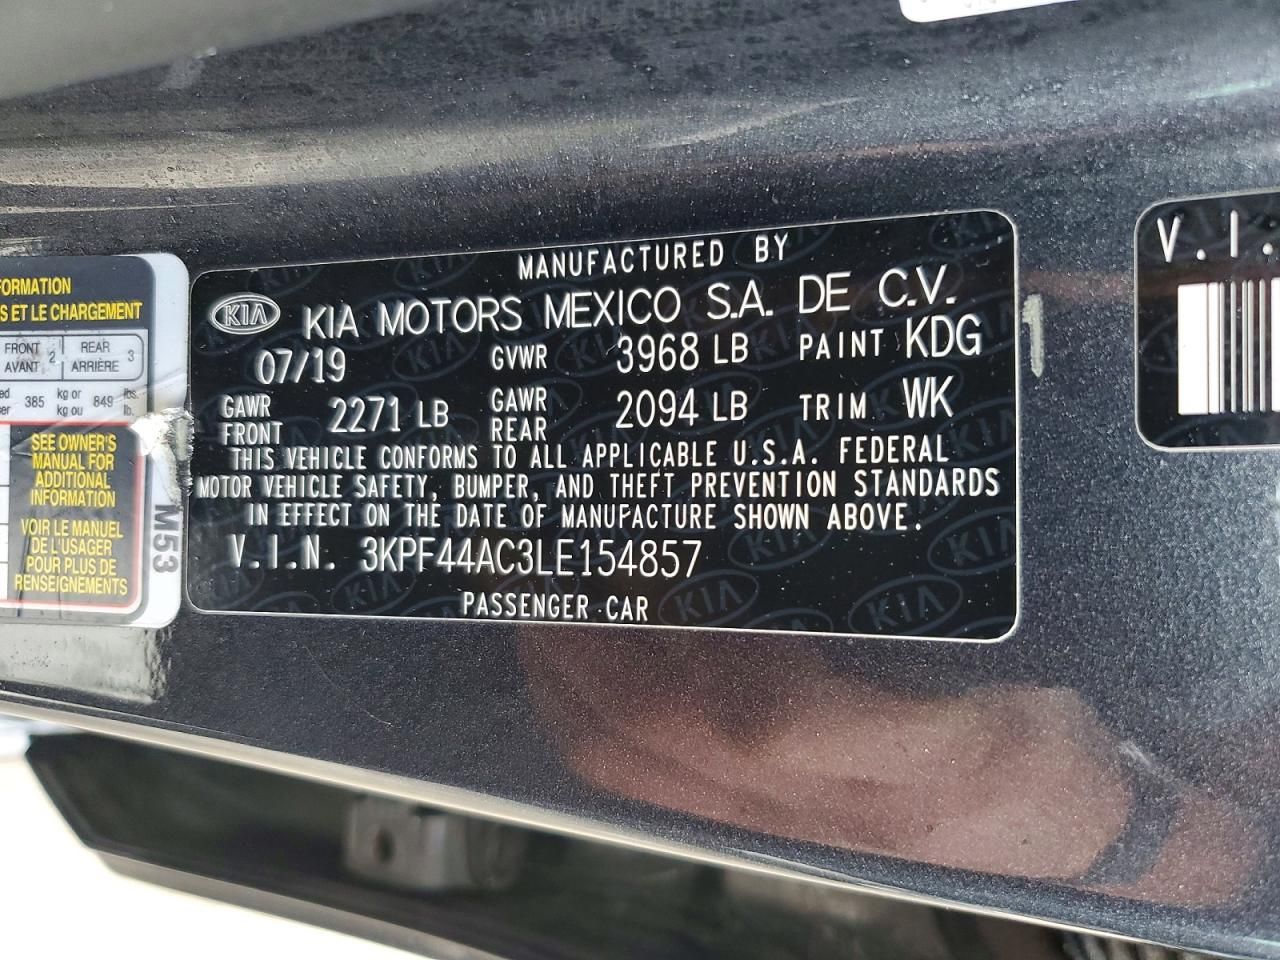 FORMATION
S ET LE CHARGEMENT
FRONT
AVANT 2
REAR
ARRIÈRE 3
385 kg or
kg ou 849 lbs.
lb.
SEE OWNER'S
MANUAL FOR
ADDITIONAL
INFORMATION
VOIR LE MANUEL
DE L'USAGER
POUR PLUS DE
RENSEIGNEMENTS
M53
MANUFACTURED BY
KIA KIA MOTORS MEXICO S.A. DE C.V.
07/19 GVWR 3968 LB PAINT KDG
GAWR
FRONT 2271 LB GAWR
REAR 2094 LB TRIM WK
THIS VEHICLE CONFORMS TO ALL APPLICABLE U.S.A. FEDERAL
MOTOR VEHICLE SAFETY, BUMPER, AND THEFT PREVENTION STANDARDS
IN EFFECT ON THE DATE OF MANUFACTURE SHOWN ABOVE.
V.I.N. 3KPF44AC3LE154857
PASSENGER CAR
1
V.I.